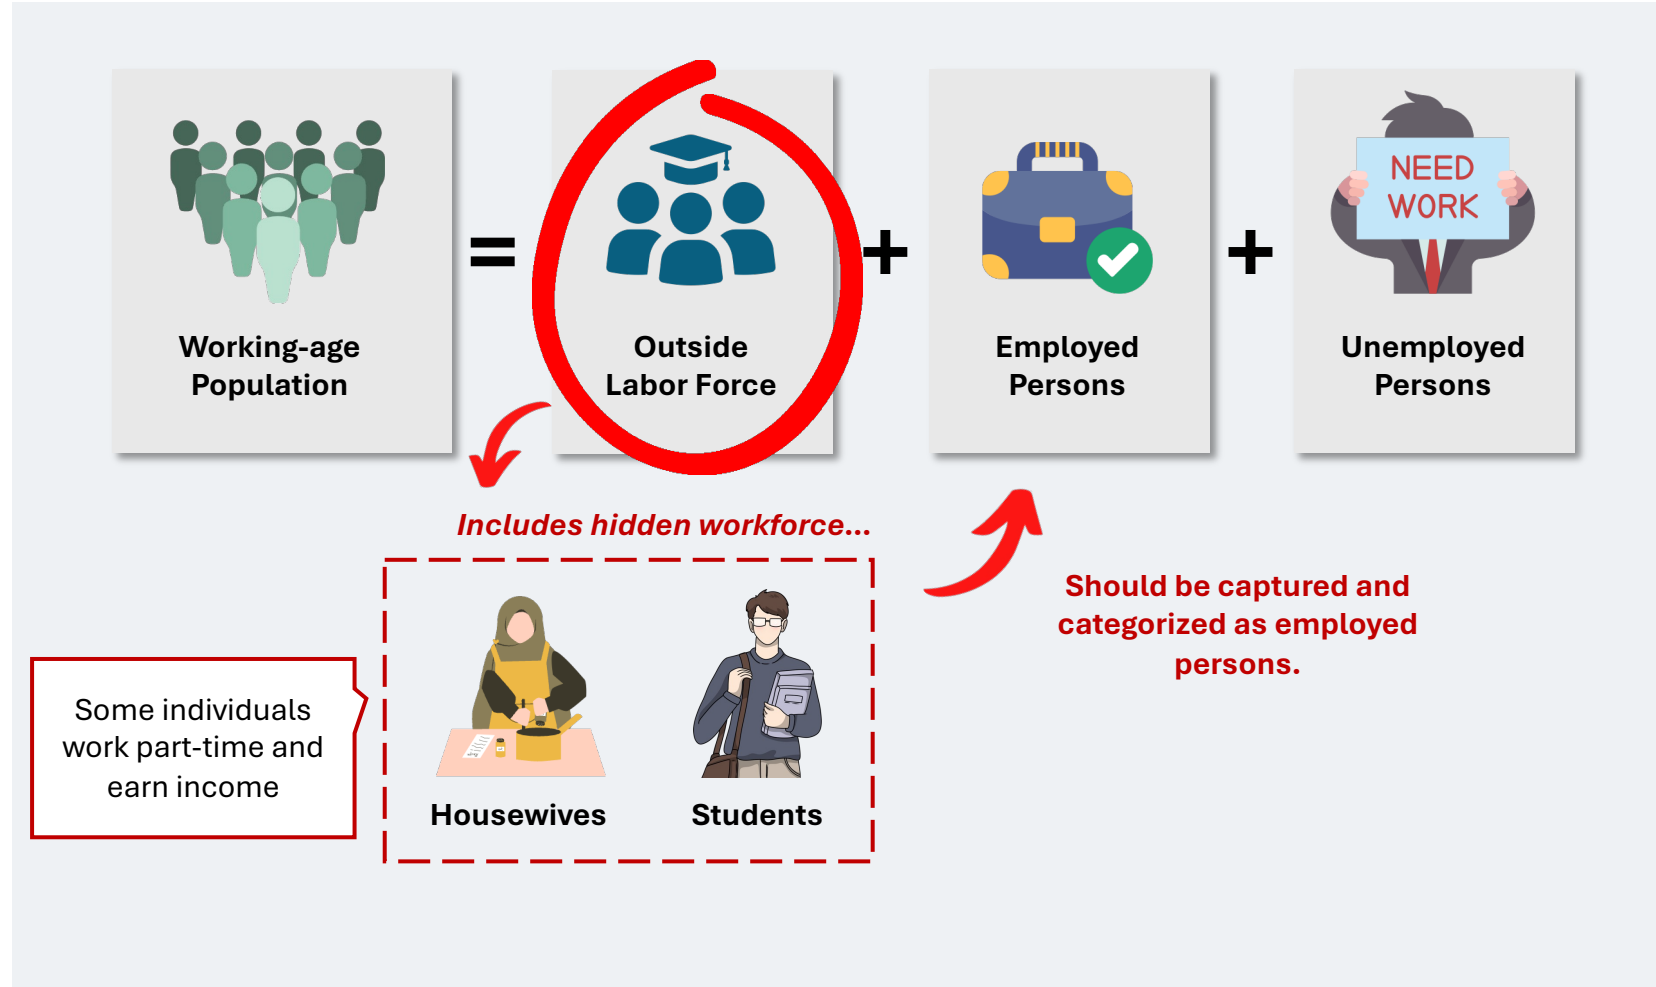 NEED
WORK
=
+
+
Working-age
Population
Outside
Labor Force
Employed
Persons
Unemployed
Persons
Includes hidden workforce...
Should be captured and
categorized as employed
persons.
Some individuals
work part-time and
earn income
Housewives
Students